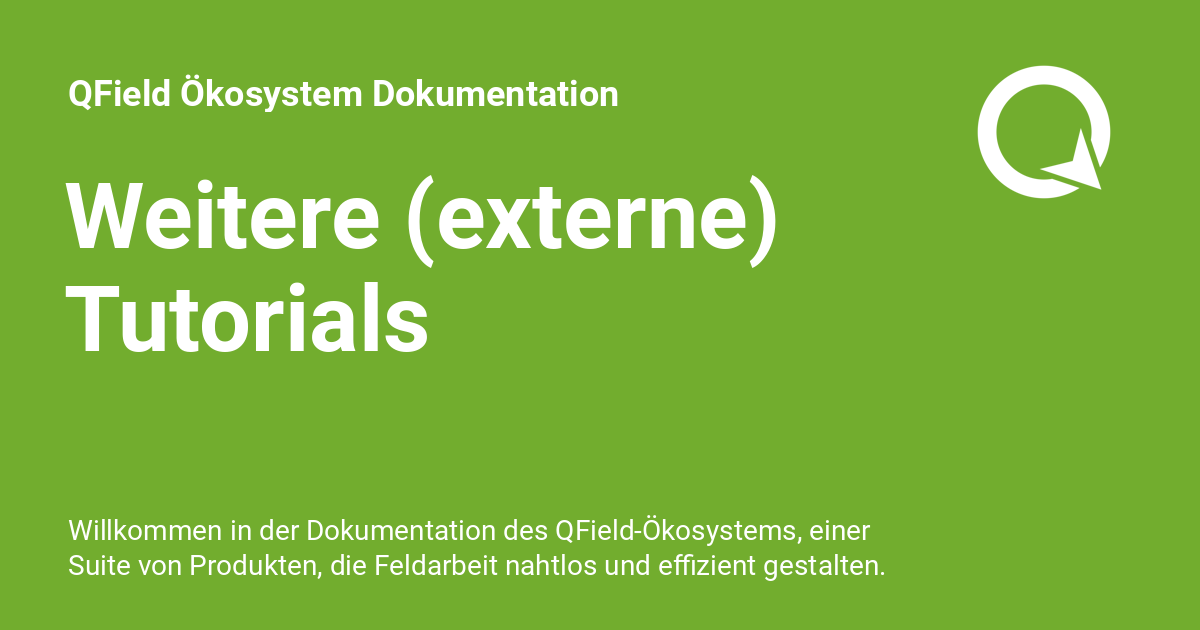 QField Ökosystem Dokumentation
Weitere (externe)
Tutorials
Willkommen in der Dokumentation des QField-Ökosystems, einer
Suite von Produkten, die Feldarbeit nahtlos und effizient gestalten.